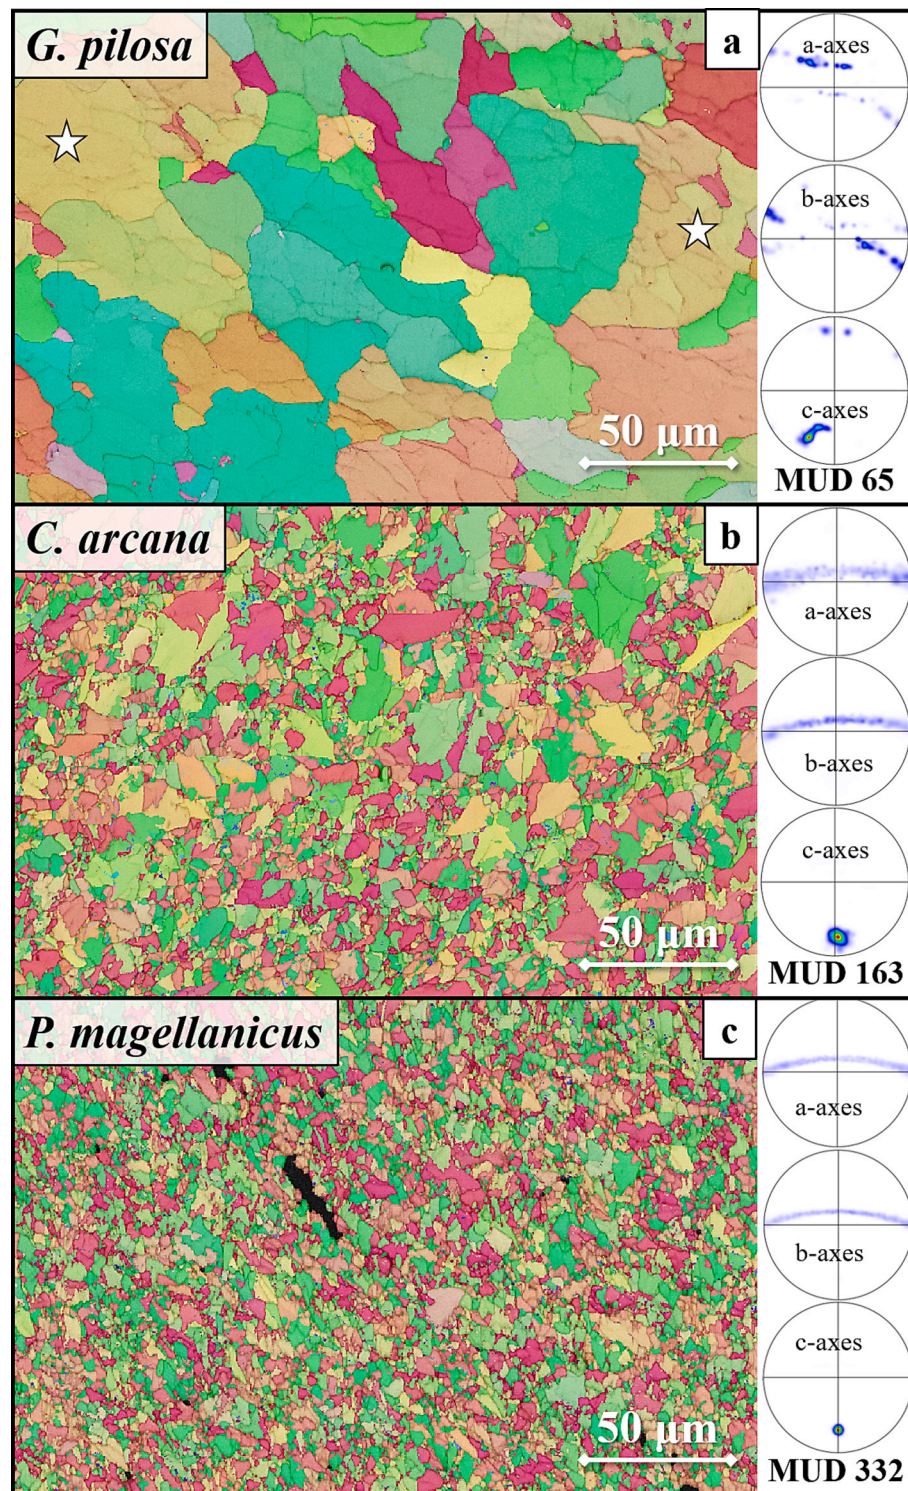 G. pilosa
a
a-axes
b-axes
c-axes
50 µm
MUD 65
C. arcana
b
a-axes
b-axes
c-axes
50 µm
MUD 163
P. magellanicus
c
a-axes
b-axes
c-axes
50 µm
MUD 332